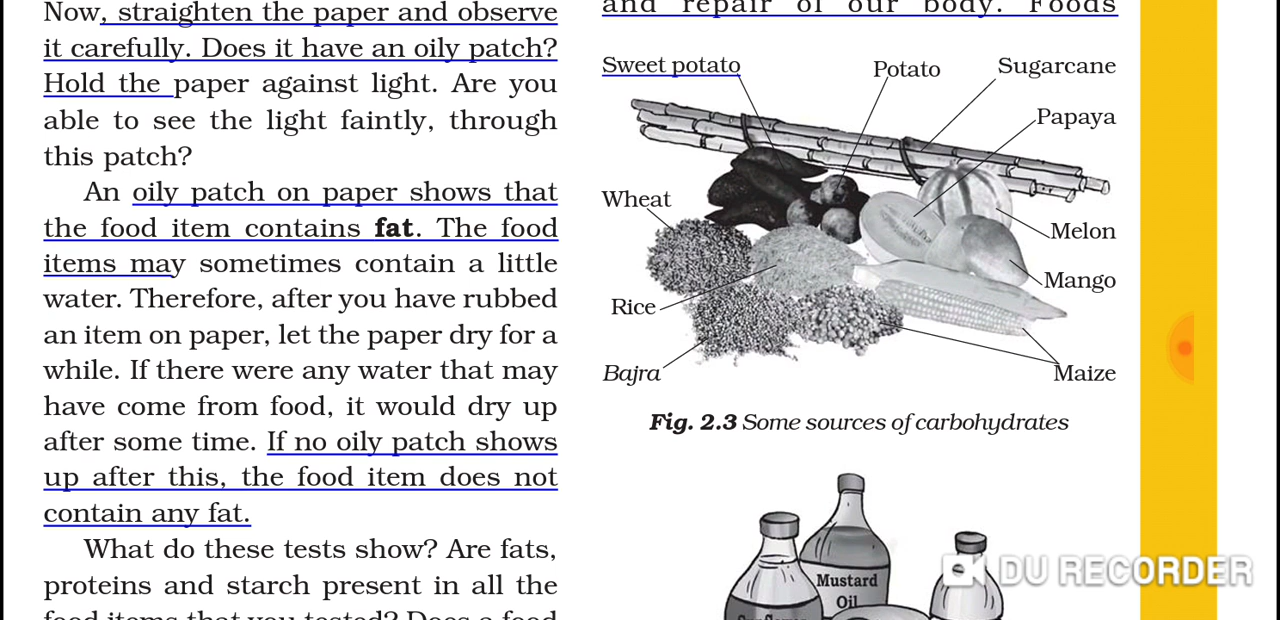 Now, straighten the paper and observe
it carefully. Does it have an oily patch?
Hold the paper against light. Are you
able to see the light faintly, through
this patch?
An oily patch on paper shows that
the food item contains fat. The food
items may sometimes contain a little
water. Therefore, after you have rubbed
an item on paper, let the paper dry for a
while. If there were any water that may
have come from food, it would dry up
after some time. If no oily patch shows
up after this, the food item does not
contain any fat.
What do these tests show? Are fats,
proteins and starch present in all the
food items that you tested? Does a food
and repair of our body. Foods
Sweet potato
Potato
Sugarcane
Papaya
Wheat
Melon
Mango
Rice
Bajra
Maize
Fig. 2.3 Some sources of carbohydrates
Mustard
Oil
DU RECORDER